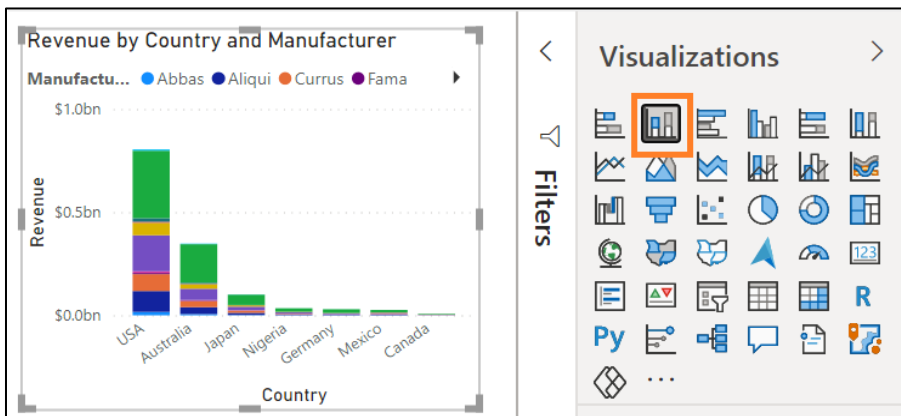 Revenue by Country and Manufacturer
Manufactu... Abbas Aliqui Currus Fama
$1.0bn
$0.5bn
$0.0bn
Revenue
USA
Australia
Japan
Nigeria
Germany
Mexico
Canada
Country
Filters
Visualizations
123
R
Py
...